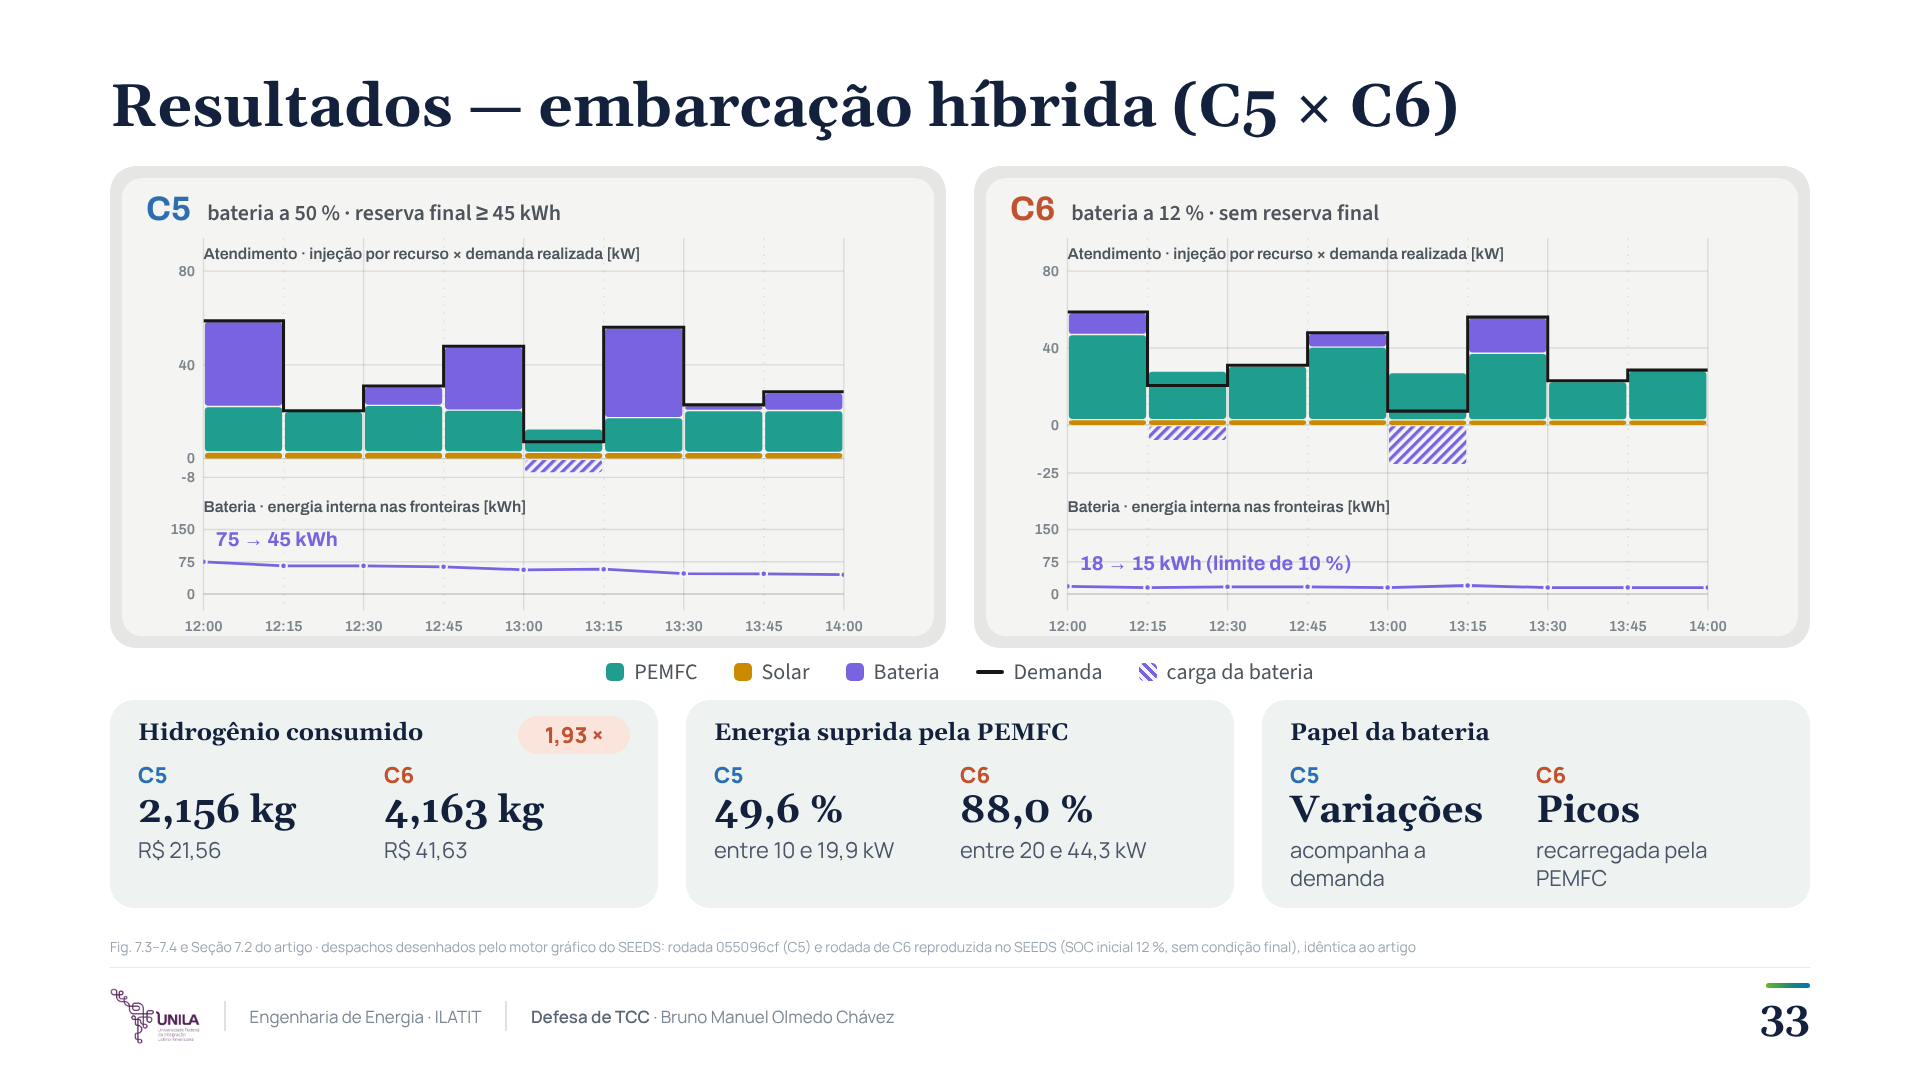 Resultados — embarcação híbrida (C5 × C6)
C5 bateria a 50 % · reserva final ≥ 45 kWh
Atendimento · injeção por recurso × demanda realizada [kW]
80
40
0
-8
Bateria · energia interna nas fronteiras [kWh]
150
75 → 45 kWh
75
0
12:00 12:15 12:30 12:45 13:00 13:15 13:30 13:45 14:00
C6 bateria a 12 % · sem reserva final
Atendimento · injeção por recurso × demanda realizada [kW]
80
40
0
-25
Bateria · energia interna nas fronteiras [kWh]
150
75 18 → 15 kWh (limite de 10 %)
0
12:00 12:15 12:30 12:45 13:00 13:15 13:30 13:45 14:00
PEMFC Solar Bateria Demanda carga da bateria
Hidrogênio consumido 1,93 ×
C5 C6
2,156 kg 4,163 kg
R$ 21,56 R$ 41,63
Energia suprida pela PEMFC
C5 C6
49,6 % 88,0 %
entre 10 e 19,9 kW entre 20 e 44,3 kW
Papel da bateria
C5 C6
Variações Picos
acompanha a recarregada pela
demanda PEMFC
Fig. 7.3–7.4 e Seção 7.2 do artigo · despachos desenhados pelo motor gráfico do SEEDS: rodada 055096cf (C5) e rodada de C6 reproduzida no SEEDS (SOC inicial 12 %, sem condição final), idêntica ao artigo
UNILA
Engenharia de Energia · ILATIT
Defesa de TCC · Bruno Manuel Olmedo Chávez
33